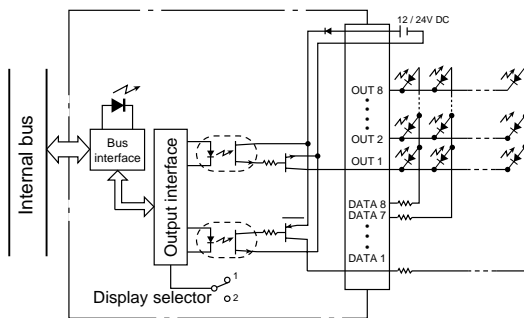 12 / 24V DC
OUT 8
OUT 2
OUT 1
DATA 8
DATA 7
DATA 1
Internal bus
Bus
interface
Output interface
Display selector
1
2